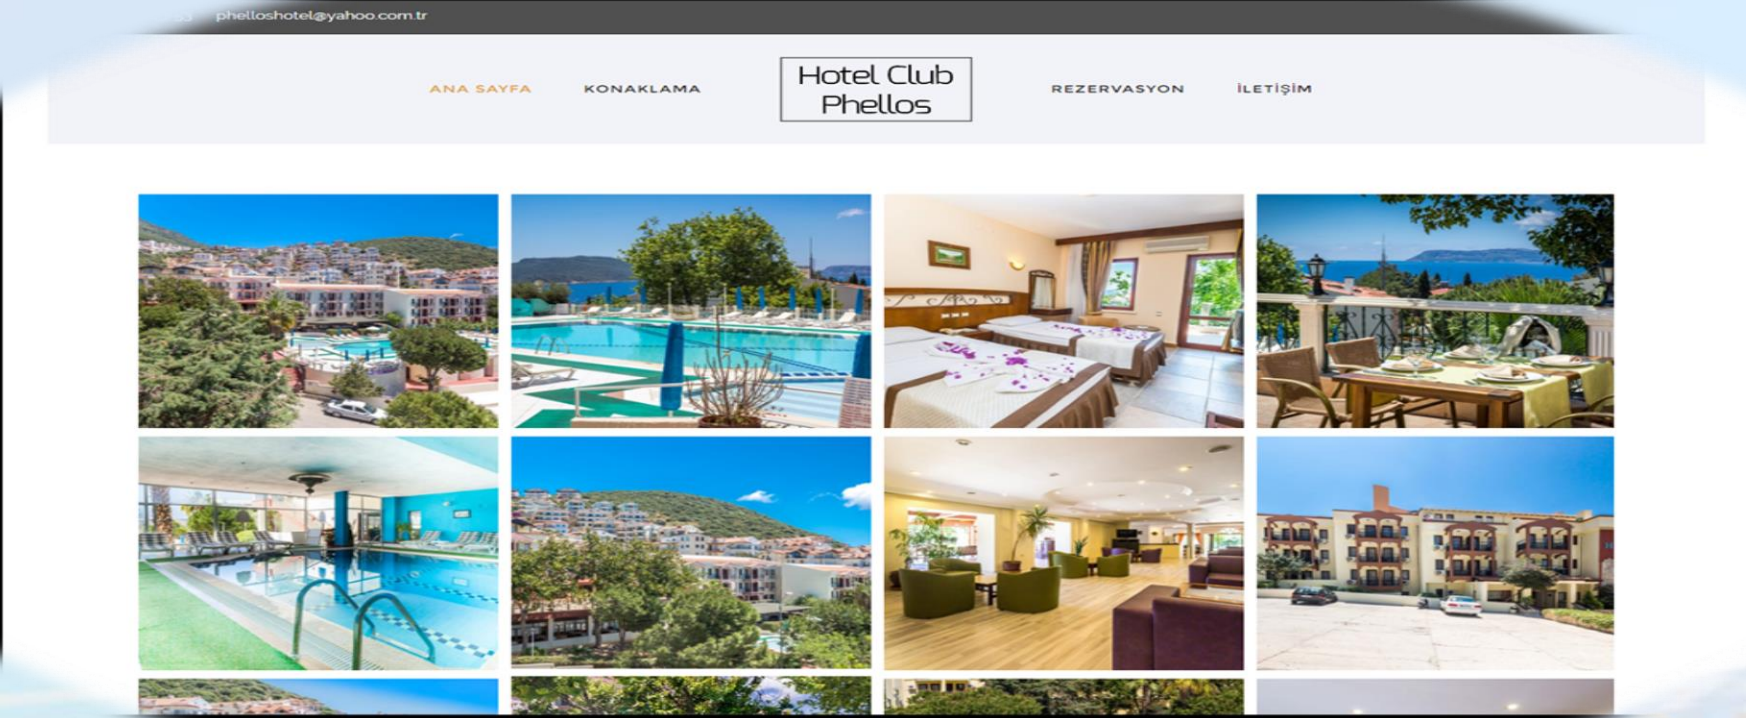 phelloshotel@yahoo.com.tr
ANA SAYFA
KONAKLAMA
Hotel Club
Phellos
REZERVASYON
İLETİŞİM